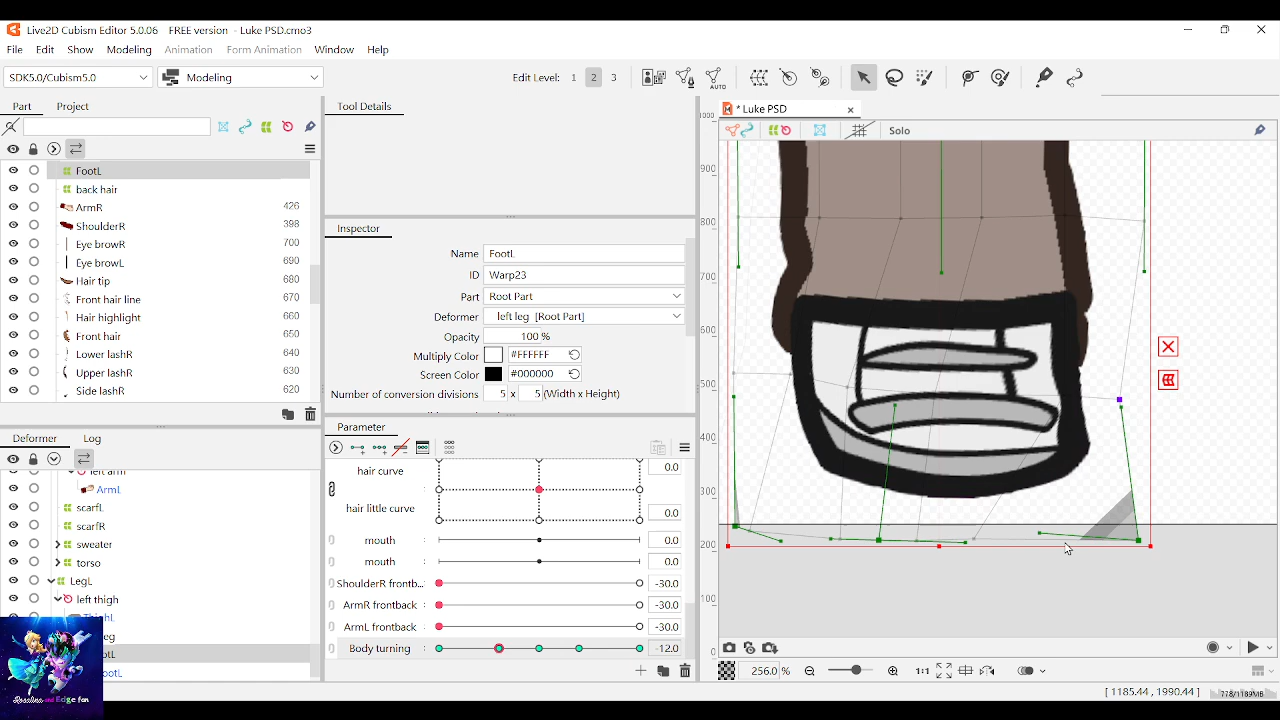 Live2D Cubism Editor 5.0.06 FREE version - Luke PSD.cmo3
File Edit Show Modeling Animation Form Animation Window Help
SDK5.0/Cubism5.0 Modeling Edit Level: 1 2 3 AUTO
Part Project
Tool Details
* Luke PSD
Solo
FootL
back hair
ArmR 426
ShoulderR 398
Eye browR 700
Eye browL 690
Hair tip 680
Front hair line 670
Hair highlight 660
Front hair 650
Lower lashR 640
Upper lashR 630
Side lashR 620
Inspector
Name FootL
ID Warp23
Part Root Part
Deformer left leg [Root Part]
Opacity 100 %
Multiply Color #FFFFFF
Screen Color #000000
Number of conversion divisions 5 x 5 (Width x Height)
Deformer Log
left arm
ArmL
scarfL
scarfR
sweater
torso
LegL
left thigh
Parameter
hair curve 0.0
hair little curve 0.0
mouth : 0.0
mouth : 0.0
ShoulderR frontb... : -30.0
ArmR frontback : -30.0
ArmL frontback : -30.0
Body turning : -12.0
1000
900
800
700
600
500
400
300
200
100
0
256.0 % 1:1
[ 1185.44 , 1990.44 ]
Rosalina and Edge fan